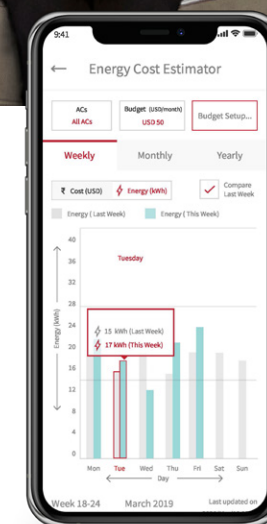 9:41
Energy Cost Estimator
ACs
All ACs
Budget (USD/month)
USD 50
Budget Setup...
Weekly
Monthly
Yearly
₹ Cost (USD)
Energy (kWh)
Compare
Last Week
Energy ( Last Week)
Energy ( This Week)
Tuesday
40
36
32
28
24
20
16
12
8
4
0
Energy (kWh)
15 kWh (Last Week)
17 kWh (This Week)
Mon Tue Wed Thu Fri Sat Sun
Day
Week 18-24
March 2019
Last updated on